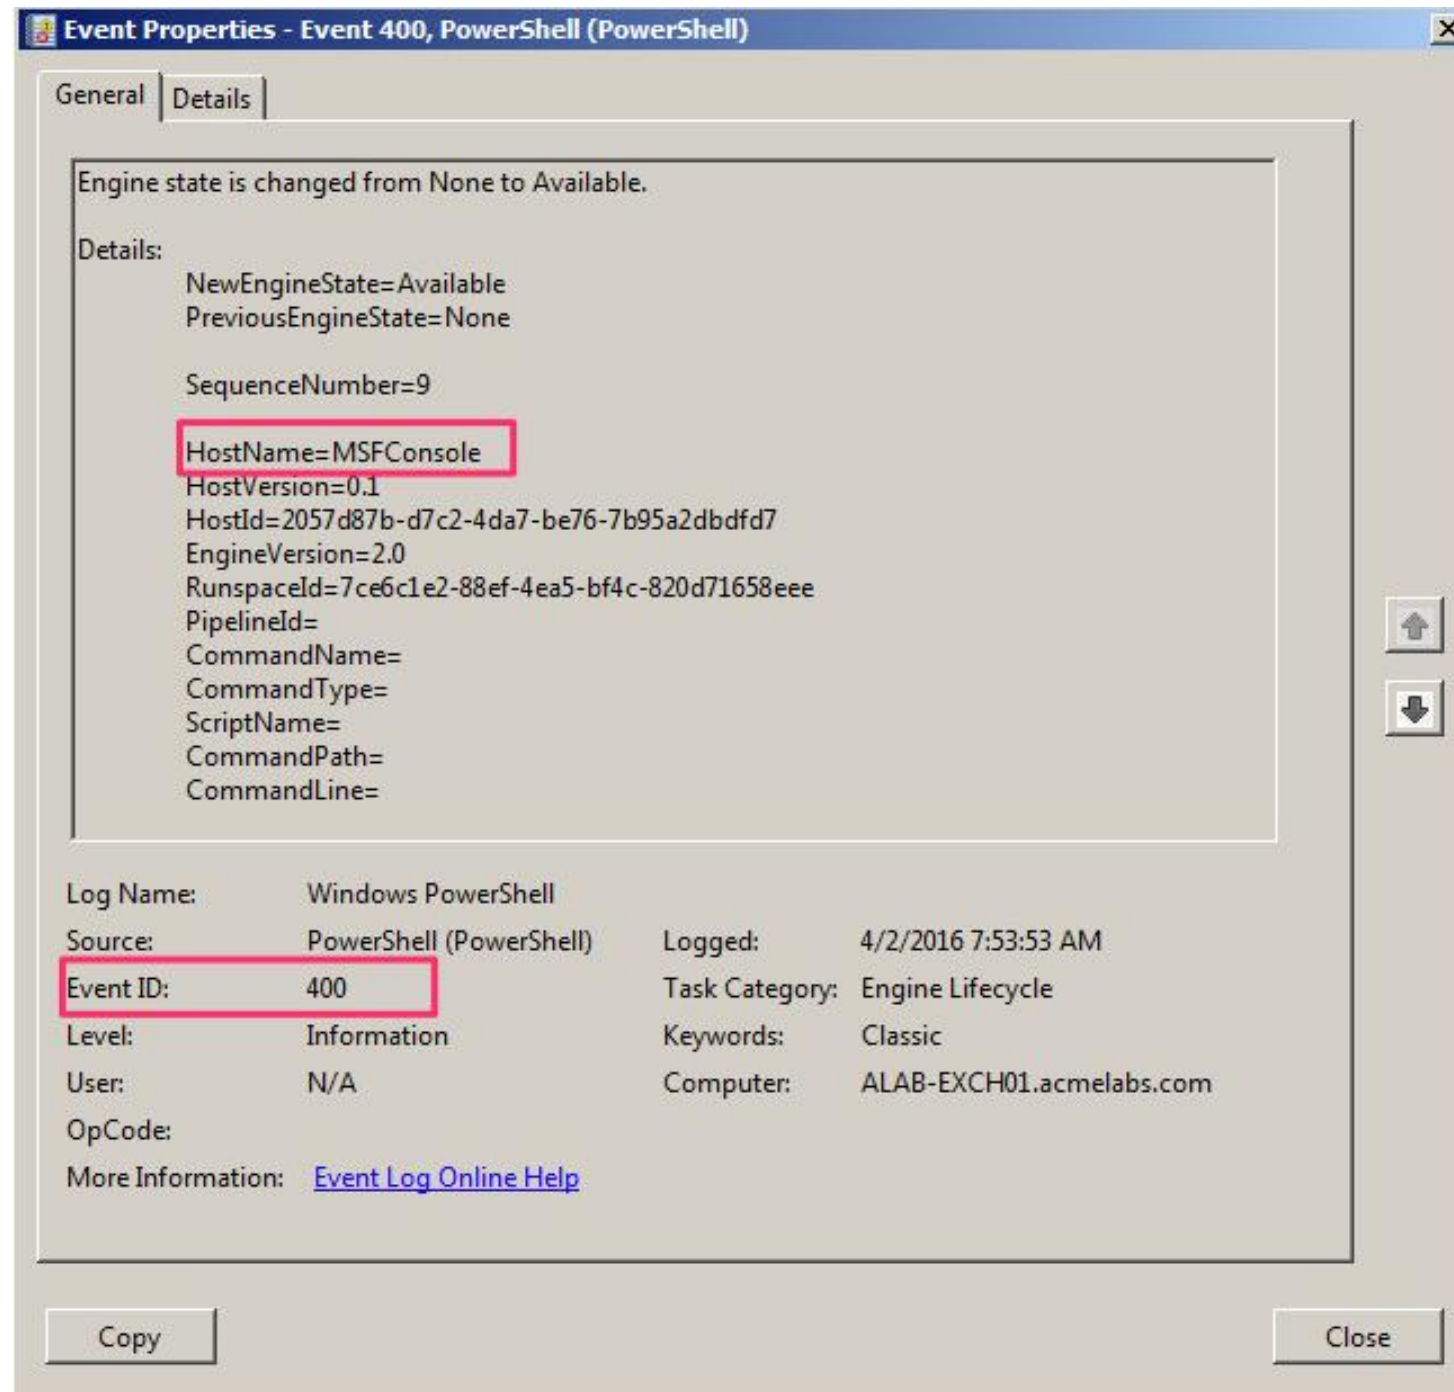 Event Properties - Event 400, PowerShell (PowerShell)
General Details
Engine state is changed from None to Available.
Details:
NewEngineState=Available
PreviousEngineState=None
SequenceNumber=9
HostName=MSFConsole
HostVersion=0.1
HostId=2057d87b-d7c2-4da7-be76-7b95a2dbdfd7
EngineVersion=2.0
RunspaceId=7ce6c1e2-88ef-4ea5-bf4c-820d71658eee
PipelineId=
CommandName=
CommandType=
ScriptName=
CommandPath=
CommandLine=
Log Name: Windows PowerShell
Source: PowerShell (PowerShell) Logged: 4/2/2016 7:53:53 AM
Event ID: 400 Task Category: Engine Lifecycle
Level: Information Keywords: Classic
User: N/A Computer: ALAB-EXCH01.acmelabs.com
OpCode:
More Information: Event Log Online Help
Copy Close